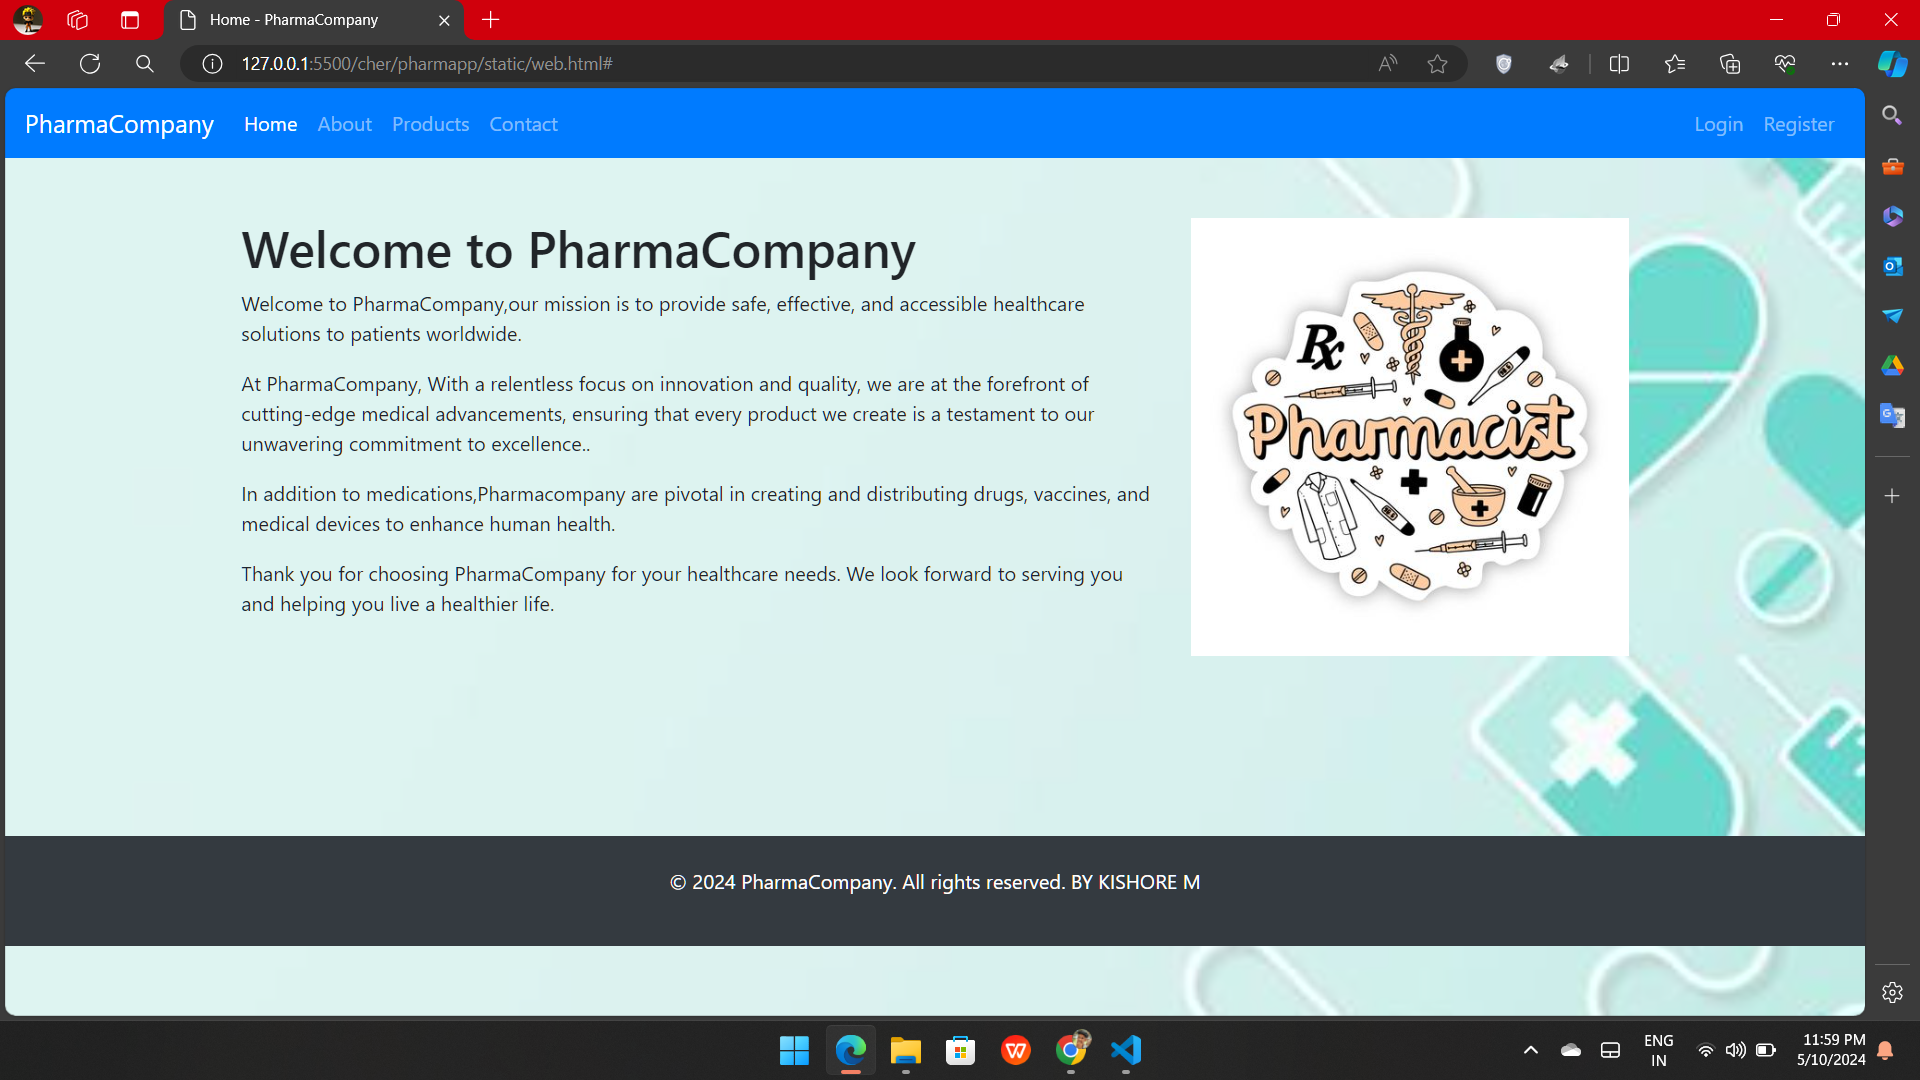 Home - PharmaCompany
127.0.0.1:5500/cher/pharmapp/static/web.html#
PharmaCompany Home About Products Contact Login Register
Welcome to PharmaCompany
Welcome to PharmaCompany,our mission is to provide safe, effective, and accessible healthcare
solutions to patients worldwide.
At PharmaCompany, With a relentless focus on innovation and quality, we are at the forefront of
cutting-edge medical advancements, ensuring that every product we create is a testament to our
unwavering commitment to excellence..
In addition to medications,Pharmacompany are pivotal in creating and distributing drugs, vaccines, and
medical devices to enhance human health.
Thank you for choosing PharmaCompany for your healthcare needs. We look forward to serving you
and helping you live a healthier life.
Rx
Pharmacist
© 2024 PharmaCompany. All rights reserved. BY KISHORE M
ENG
IN
11:59 PM
5/10/2024